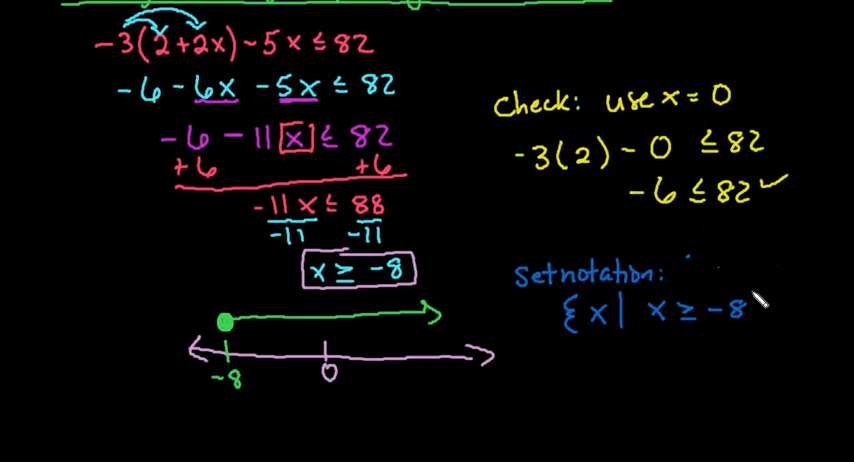 -3(2+2x)-5x≤82
-6-6x-5x≤82
-6-11x≤82
+6 +6
-11x≤88
-11 -11
x≥-8
-8 0
Check: use x=0
-3(2)-0≤82
-6≤82✓
Set notation:
{x| x≥-8